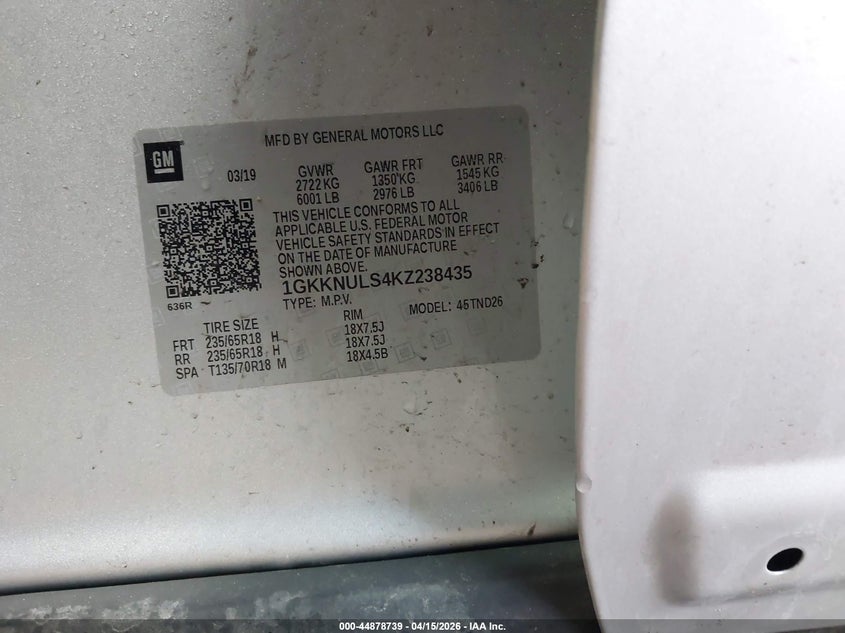 MFD BY GENERAL MOTORS LLC
GM
03/19 GVWR GAWR FRT GAWR RR
2722 KG 1350 KG 1545 KG
6001 LB 2976 LB 3406 LB
THIS VEHICLE CONFORMS TO ALL
APPLICABLE U.S. FEDERAL MOTOR
VEHICLE SAFETY STANDARDS IN EFFECT
ON THE DATE OF MANUFACTURE
SHOWN ABOVE.
1GKKNULS4KZ238435
636R
TYPE: M.P.V. MODEL: 45TND26
TIRE SIZE RIM
FRT 235/65R18 H 18X7.5J
RR 235/65R18 H 18X7.5J
SPA T135/70R18 M 18X4.5B
000-44878739 - 04/15/2026 - IAA Inc.